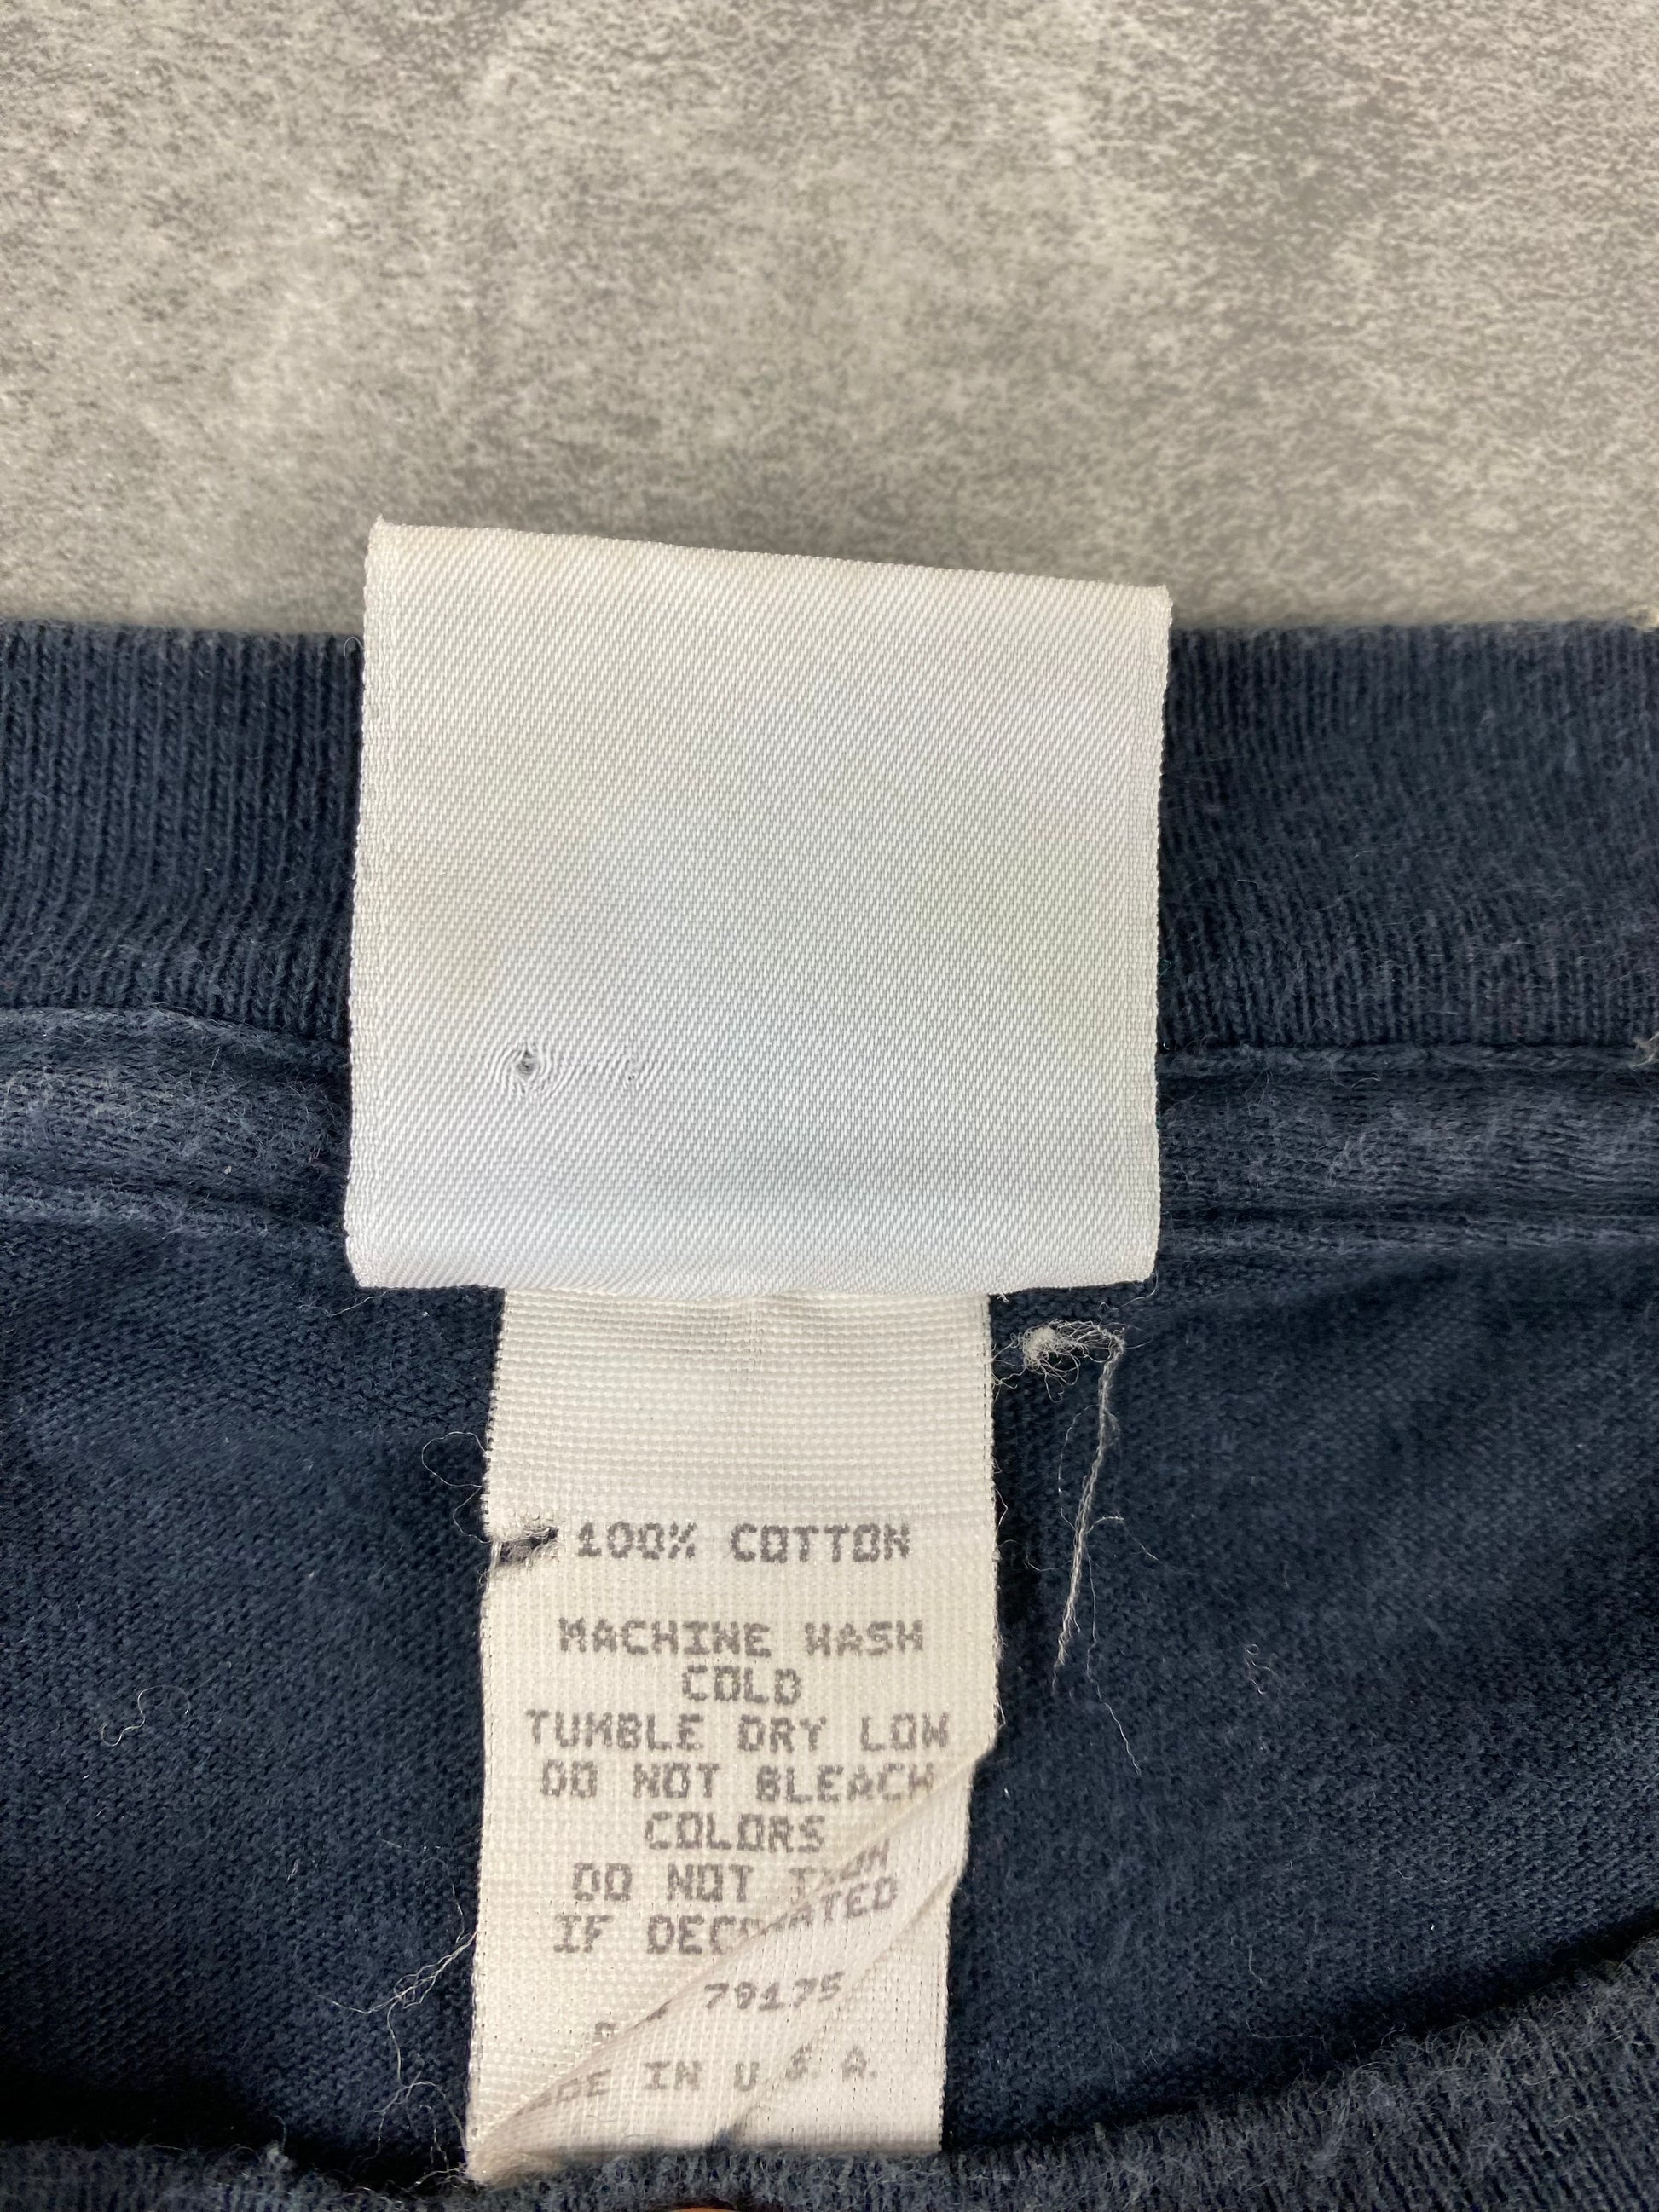 100% COTTON
MACHINE WASH
COLD
TUMBLE DRY LOW
DO NOT BLEACH
COLORS
DO NOT
IF
79175
IN U.S.A.